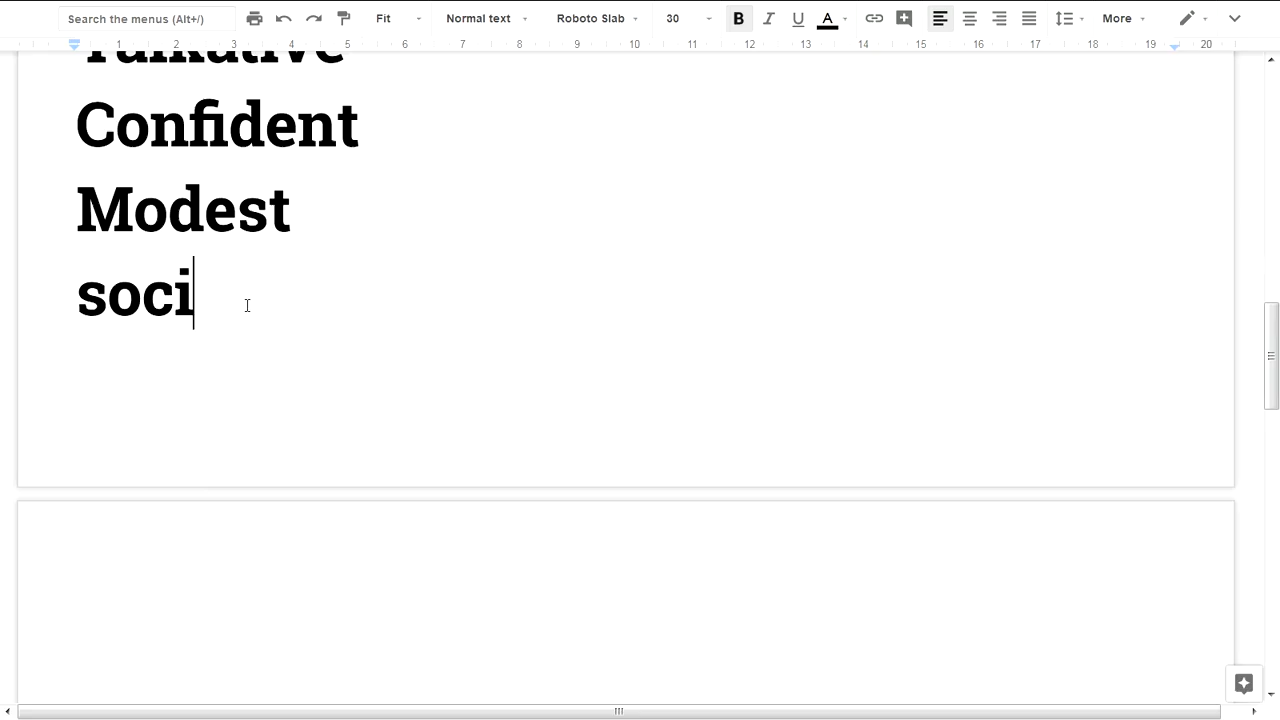 Search the menus (Alt+/)
Fit
Normal text
Roboto Slab
30
B
I
U
A
More
1 2 3 4 5 6 7 8 9 10 11 12 13 14 15 16 17 18 19 20
Talkative
Confident
Modest
soci